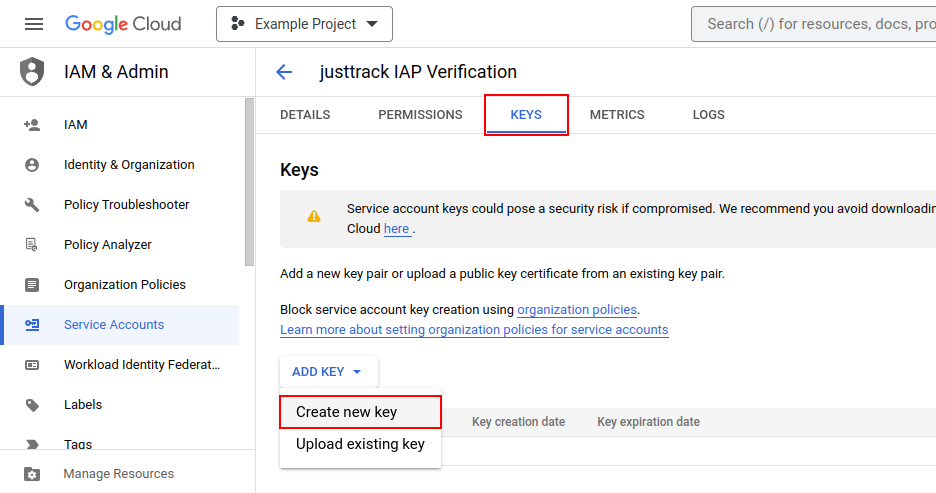 Google Cloud
Example Project
Search (/) for resources, docs, pro
IAM & Admin
justtrack IAP Verification
DETAILS
PERMISSIONS
KEYS
METRICS
LOGS
IAM
Identity & Organization
Policy Troubleshooter
Policy Analyzer
Organization Policies
Service Accounts
Workload Identity Federat...
Labels
Tags
Manage Resources
Keys
Service account keys could pose a security risk if compromised. We recommend you avoid downloadin
Cloud here .
Add a new key pair or upload a public key certificate from an existing key pair.
Block service account key creation using organization policies.
Learn more about setting organization policies for service accounts
ADD KEY
Create new key
Upload existing key
Key creation date
Key expiration date